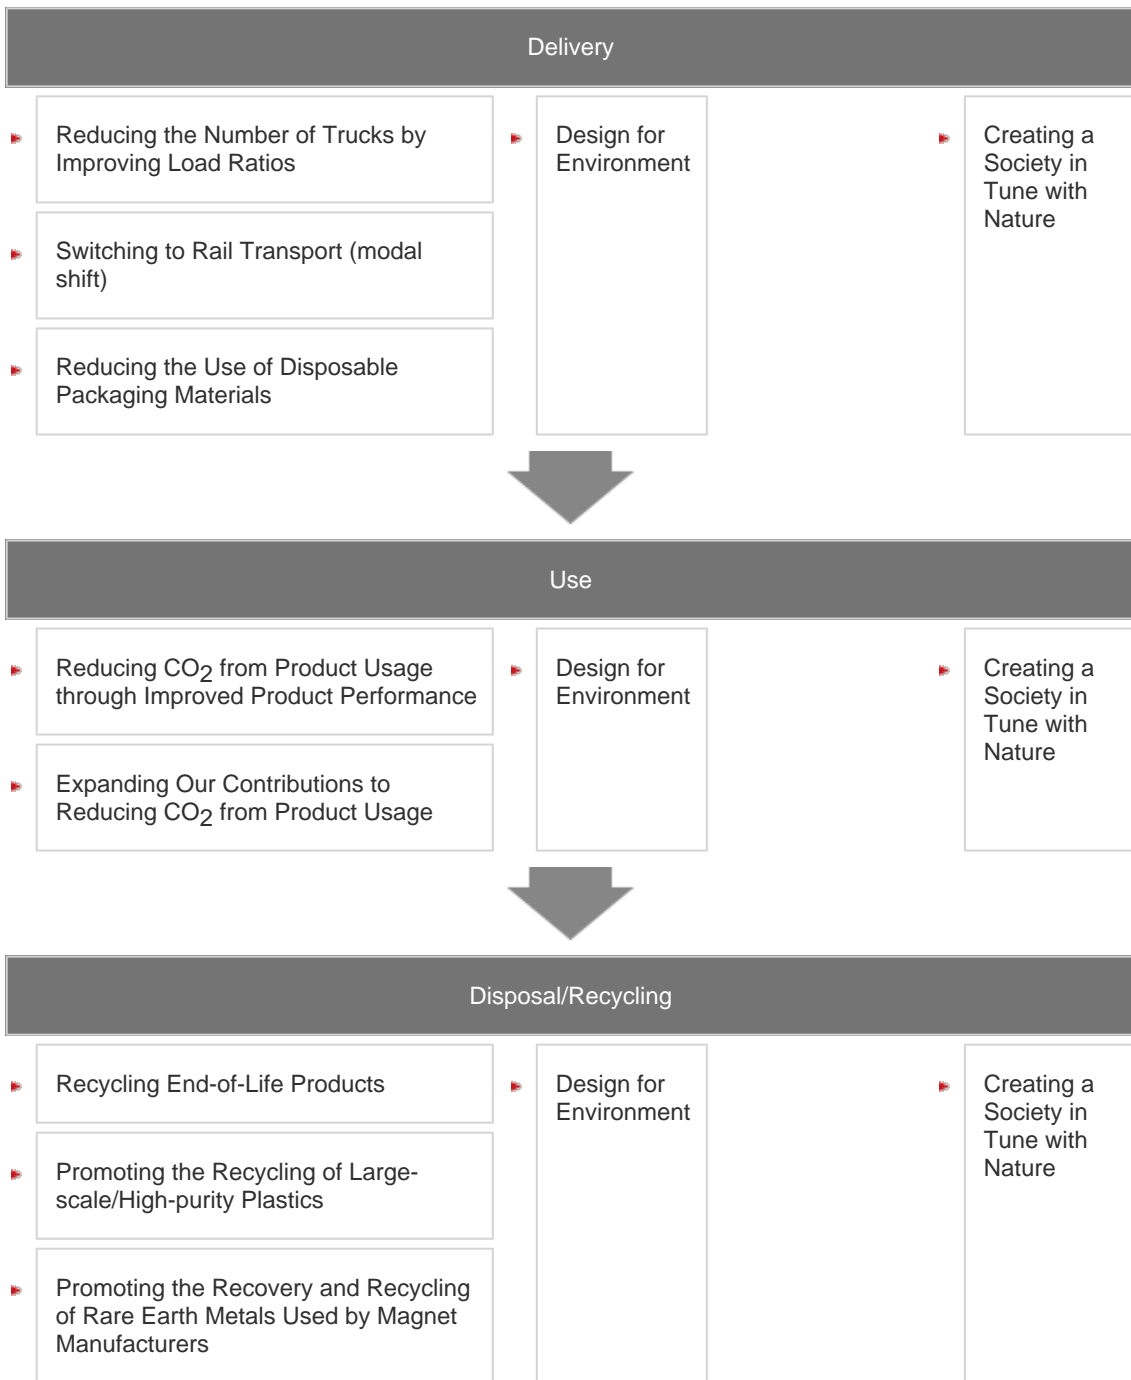 Delivery
Reducing the Number of Trucks by
Improving Load Ratios
Switching to Rail Transport (modal
shift)
Reducing the Use of Disposable
Packaging Materials
Design for
Environment
Creating a
Society in
Tune with
Nature
Use
Reducing CO2 from Product Usage
through Improved Product Performance
Expanding Our Contributions to
Reducing CO2 from Product Usage
Design for
Environment
Creating a
Society in
Tune with
Nature
Disposal/Recycling
Recycling End-of-Life Products
Promoting the Recycling of Large-
scale/High-purity Plastics
Promoting the Recovery and Recycling
of Rare Earth Metals Used by Magnet
Manufacturers
Design for
Environment
Creating a
Society in
Tune with
Nature